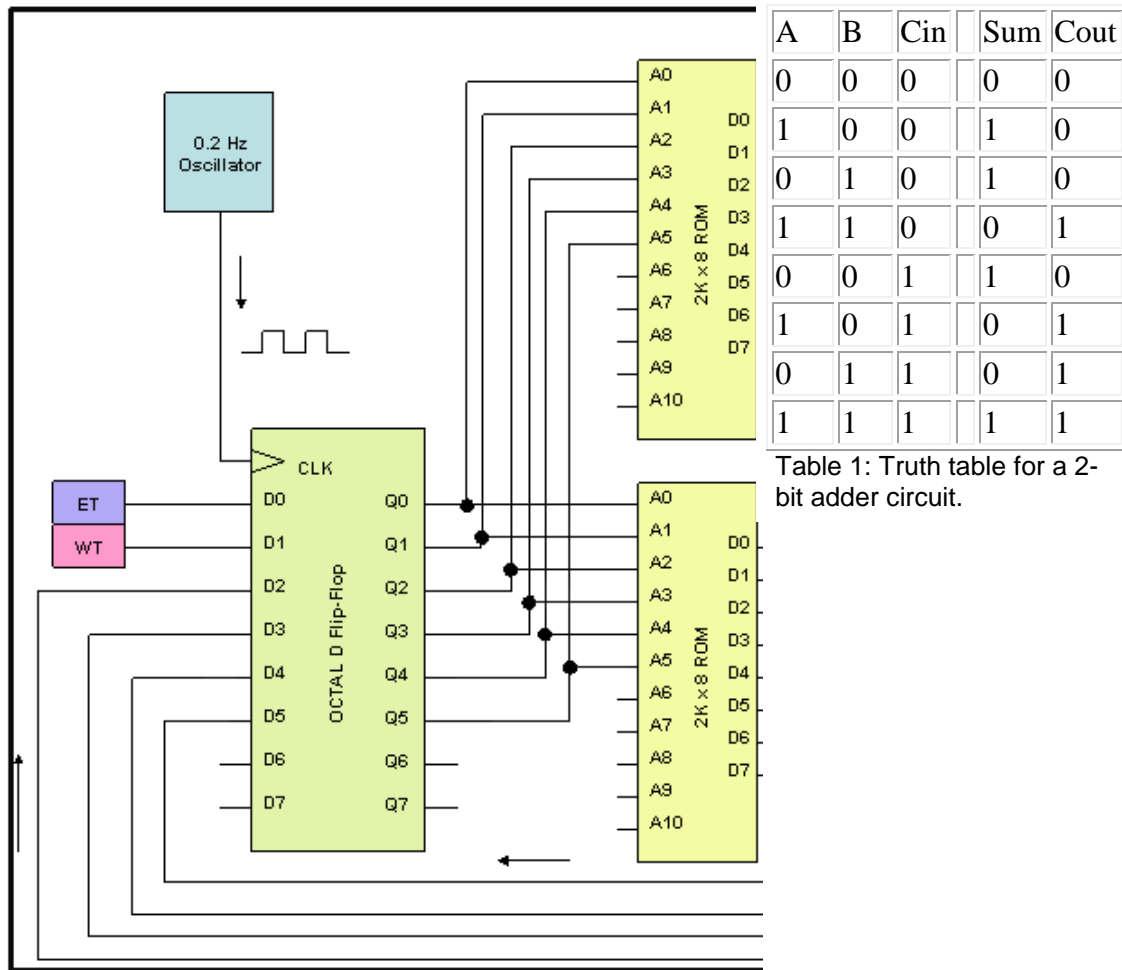 0.2 Hz
Oscillator
CLK
ET
WT
D0
D1
D2
D3
D4
D5
D6
D7
OCTAL D Flip-Flop
Q0
Q1
Q2
Q3
Q4
Q5
Q6
Q7
A0
A1
A2
A3
A4
A5
A6
A7
A8
A9
A10
2K x 8 ROM
D0
D1
D2
D3
D4
D5
D6
D7
A0
A1
A2
A3
A4
A5
A6
A7
A8
A9
A10
2K x 8 ROM
D0
D1
D2
D3
D4
D5
D6
D7
A B Cin Sum Cout
0 0 0 0 0
1 0 0 1 0
0 1 0 1 0
1 1 0 0 1
0 0 1 1 0
1 0 1 0 1
0 1 1 0 1
1 1 1 1 1
Table 1: Truth table for a 2-
bit adder circuit.